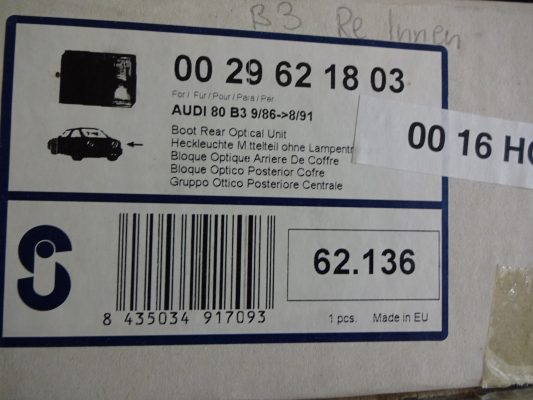 B3 Re Innen
00 29 62 18 03
For / Fur / Pour / Para / Per
AUDI 80 B3 9/86->8/91
00 16 HO
Boot Rear Optical Unit
Heckleuchte Mittelteil ohne Lampentr
Bloque Optique Arriere De Coffre
Bloque Optico Posterior Cofre
Gruppo Ottico Posteriore Centrale
62.136
8 435034 917093
1 pcs. Made in EU